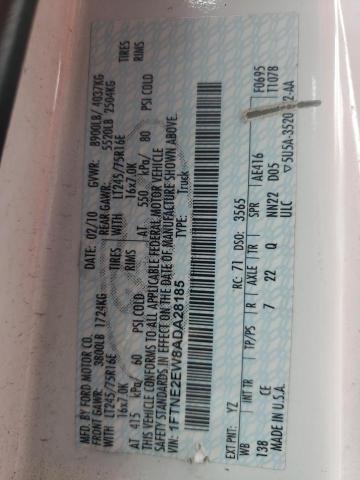 MFD. BY FORD MOTOR CO.
DATE: 02/10 GVWR: 8900LB/ 4037KG
FRONT GAWR: 3800LB 1724KG REAR GAWR: 5520LB 2504KG
WITH LT245/75R16E TIRES WITH LT245/75R16E TIRES
16x7.0K RIMS 16x7.0K RIMS
AT 415 kPa/ 60 PSI COLD AT 550 kPa/ 80 PSI COLD
THIS VEHICLE CONFORMS TO ALL APPLICABLE FEDERAL MOTOR VEHICLE
SAFETY STANDARDS IN EFFECT ON THE DATE OF MANUFACTURE SHOWN ABOVE.
VIN: 1FTNE2EW8ADA28185 TYPE: Truck
EXT PNT: YZ RC: 71 DSO: 3565 F0695
WB INT TR TP/PS R AXLE TR SPR AE416 T1078
138 CE 7 22 Q NN22 D05
MADE IN U.S.A. ULC ▽5U5A-3520 2-AA